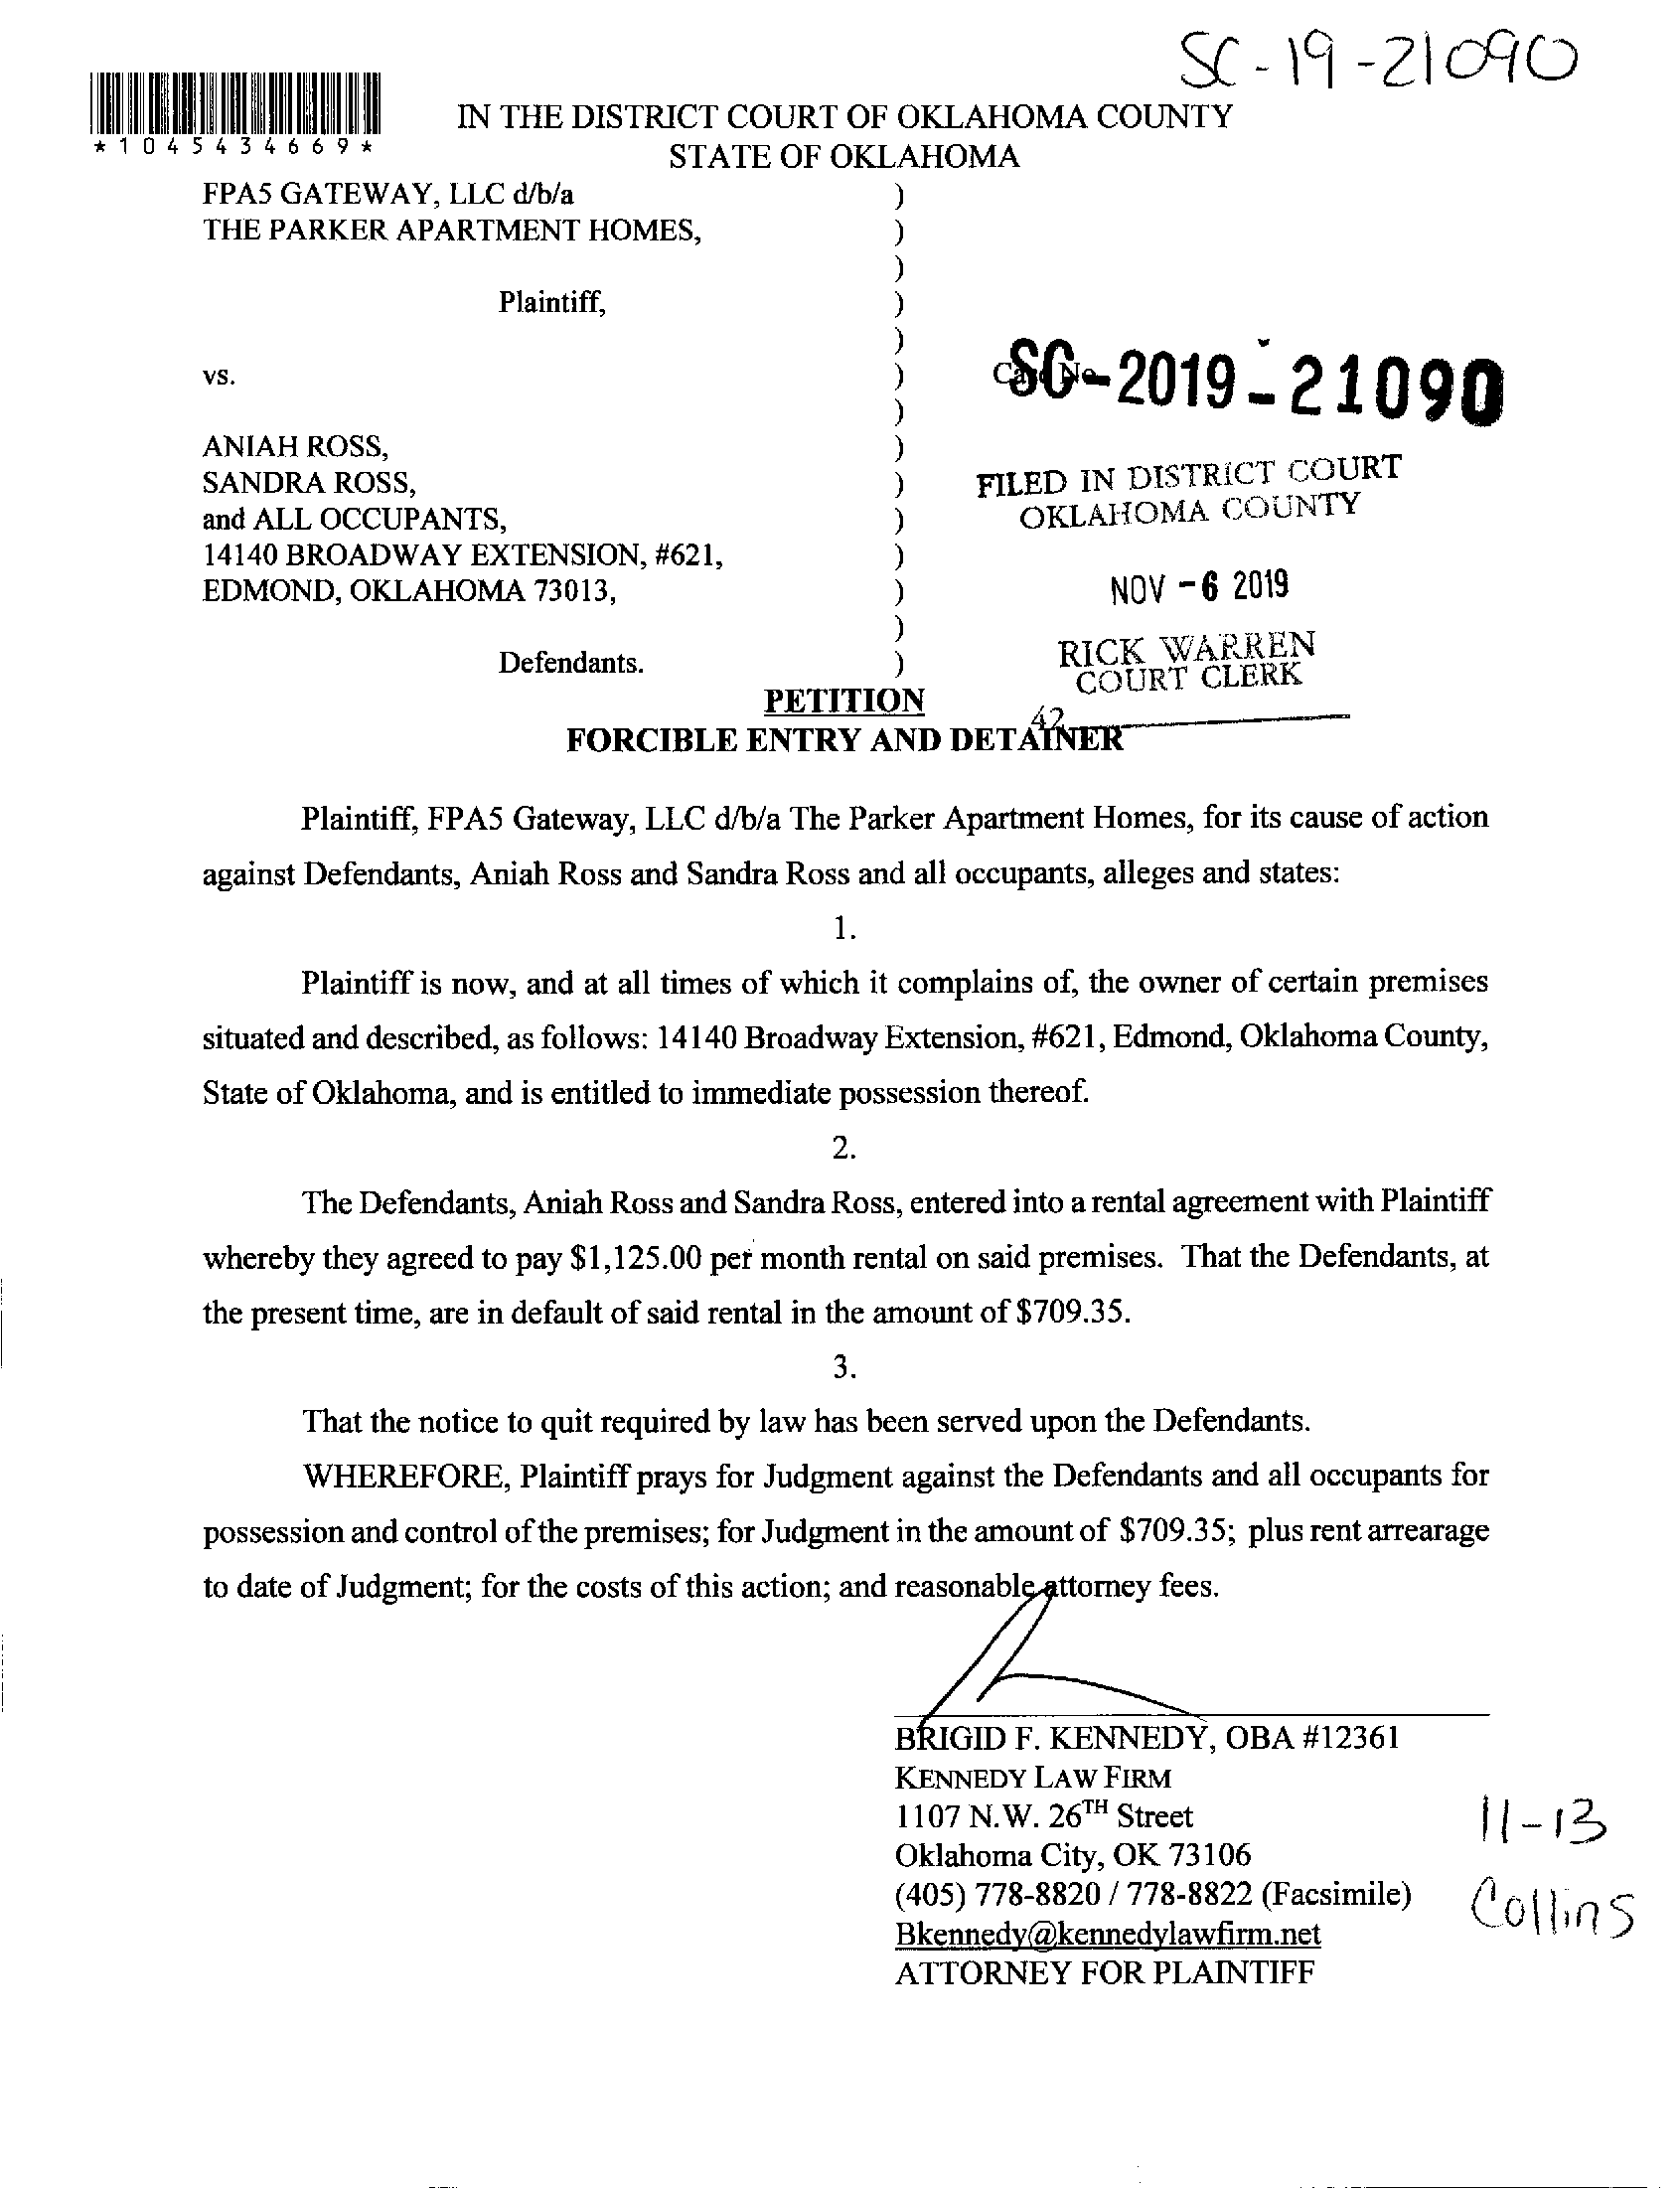 SC-19-21090
*1045434669*
IN THE DISTRICT COURT OF OKLAHOMA COUNTY
STATE OF OKLAHOMA
FPA5 GATEWAY, LLC d/b/a )
THE PARKER APARTMENT HOMES, )
)
Plaintiff, )
)
vs. ) Case No. SC-2019-21090
)
ANIAH ROSS, )
SANDRA ROSS, ) FILED IN DISTRICT COURT
and ALL OCCUPANTS, ) OKLAHOMA COUNTY
14140 BROADWAY EXTENSION, #621, )
EDMOND, OKLAHOMA 73013, ) NOV -6 2019
)
Defendants. ) RICK WARREN
COURT CLERK
PETITION
42
FORCIBLE ENTRY AND DETAINER
Plaintiff, FPA5 Gateway, LLC d/b/a The Parker Apartment Homes, for its cause of action
against Defendants, Aniah Ross and Sandra Ross and all occupants, alleges and states:
1.
Plaintiff is now, and at all times of which it complains of, the owner of certain premises
situated and described, as follows: 14140 Broadway Extension, #621, Edmond, Oklahoma County,
State of Oklahoma, and is entitled to immediate possession thereof.
2.
The Defendants, Aniah Ross and Sandra Ross, entered into a rental agreement with Plaintiff
whereby they agreed to pay $1,125.00 per month rental on said premises. That the Defendants, at
the present time, are in default of said rental in the amount of $709.35.
3.
That the notice to quit required by law has been served upon the Defendants.
WHEREFORE, Plaintiff prays for Judgment against the Defendants and all occupants for
possession and control of the premises; for Judgment in the amount of $709.35; plus rent arrearage
to date of Judgment; for the costs of this action; and reasonable attorney fees.
BRIGID F. KENNEDY, OBA #12361
KENNEDY LAW FIRM
1107 N.W. 26TH Street
Oklahoma City, OK 73106
(405) 778-8820 / 778-8822 (Facsimile)
Bkennedy@kennedylawfirm.net
ATTORNEY FOR PLAINTIFF
11-13
Collins